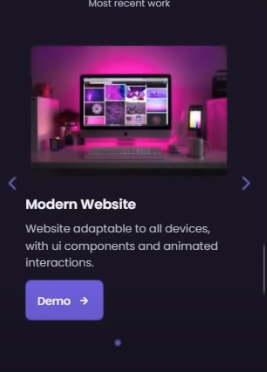 Most recent work
Modern Website
Website adaptable to all devices,
with ui components and animated
interactions.
Demo →